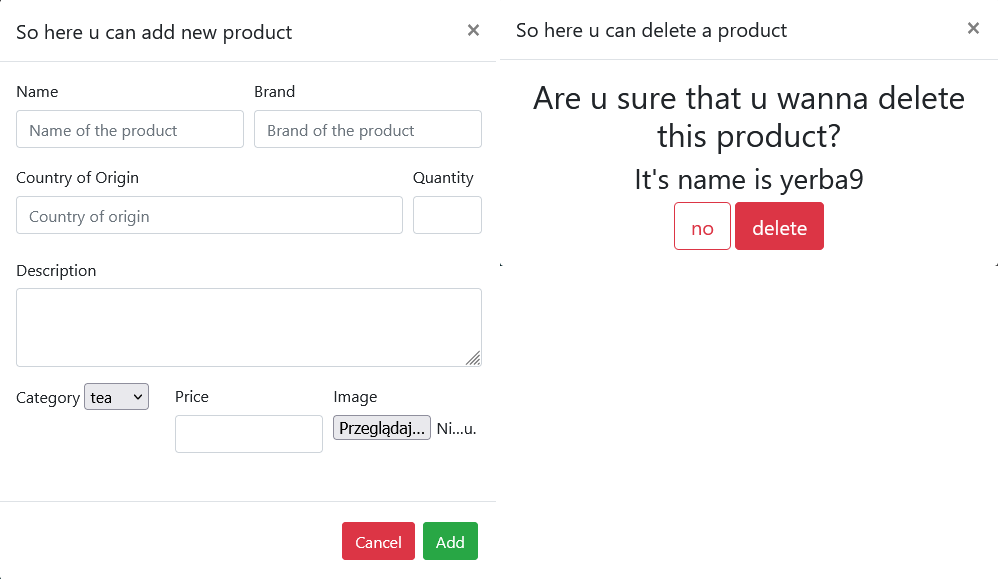 So here u can add new product ×
Name Brand
Name of the product Brand of the product
Country of Origin Quantity
Country of origin
Description
Category tea Price Image
Przeglądaj... Ni...u.
Cancel Add
So here u can delete a product ×
Are u sure that u wanna delete
this product?
It's name is yerba9
no delete